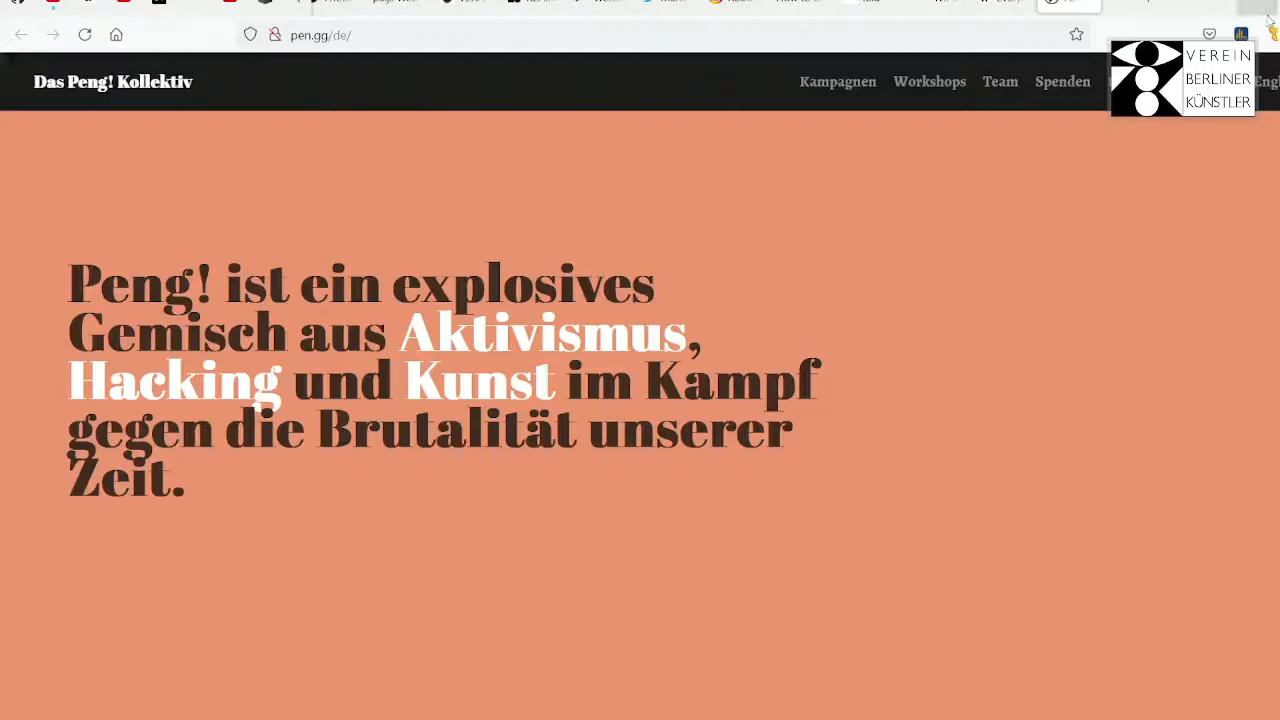 pen.gg/de/
Das Peng! Kollektiv
Kampagnen Workshops Team Spenden
VEREIN
BERLINER
KÜNSTLER
Peng! ist ein explosives
Gemisch aus Aktivismus,
Hacking und Kunst im Kampf
gegen die Brutalität unserer
Zeit.